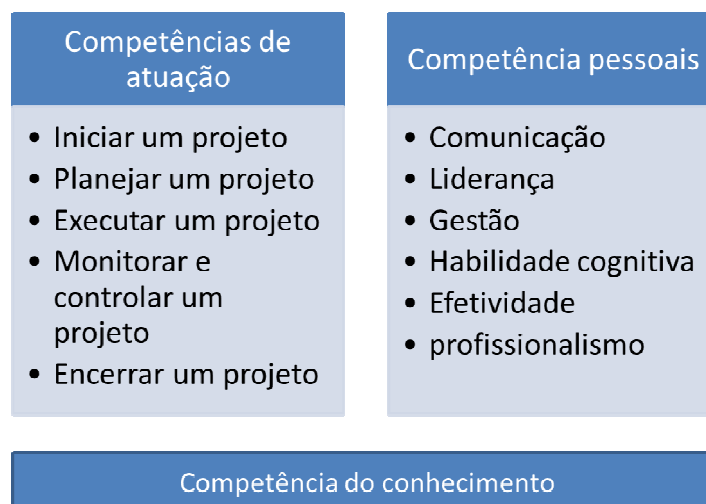 Competências de
atuação
• Iniciar um projeto
• Planejar um projeto
• Executar um projeto
• Monitorar e
controlar um
projeto
• Encerrar um projeto
Competência pessoais
• Comunicação
• Liderança
• Gestão
• Habilidade cognitiva
• Efetividade
• profissionalismo
Competência do conhecimento